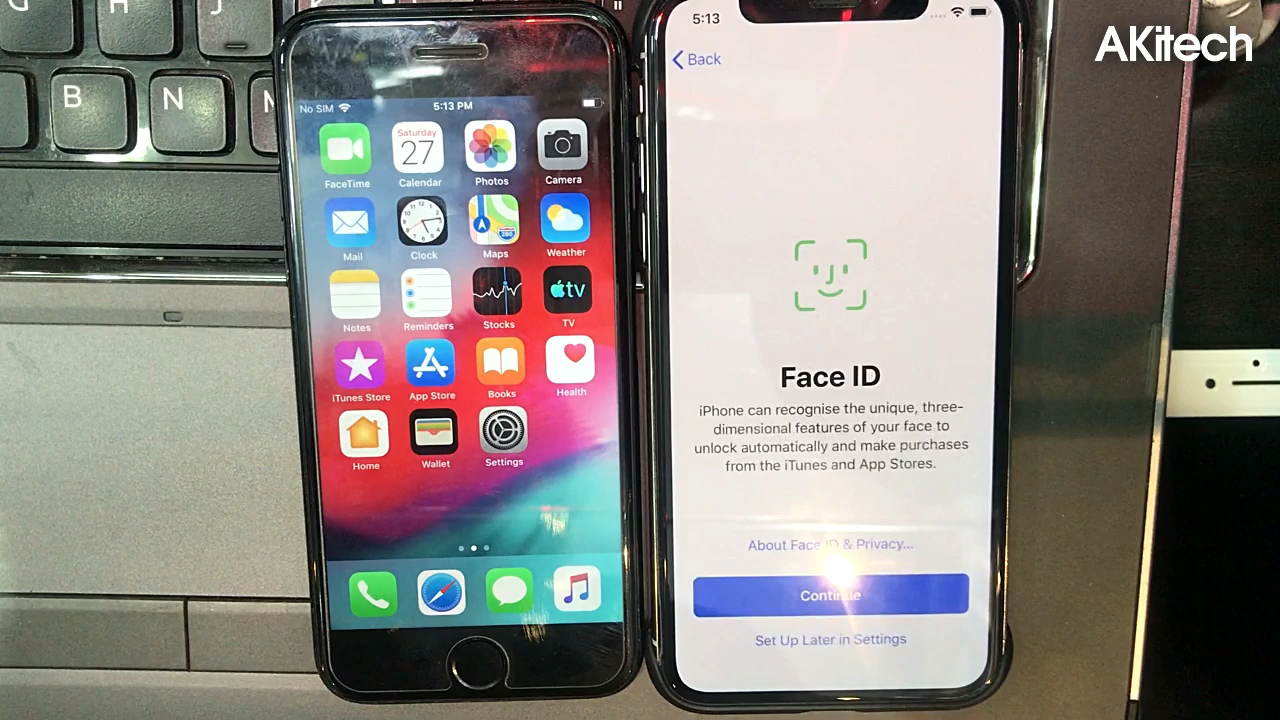 G H J
B N M
No SIM 5:13 PM
FaceTime
Saturday
27
Calendar
Photos
Camera
Mail
Clock
Maps
Weather
Notes
Reminders
Stocks
tv
TV
iTunes Store
App Store
Books
Health
Home
Wallet
Settings
5:13
Back
Face ID
iPhone can recognise the unique, three-
dimensional features of your face to
unlock automatically and make purchases
from the iTunes and App Stores.
About Face ID & Privacy...
Continue
Set Up Later in Settings
AKitech